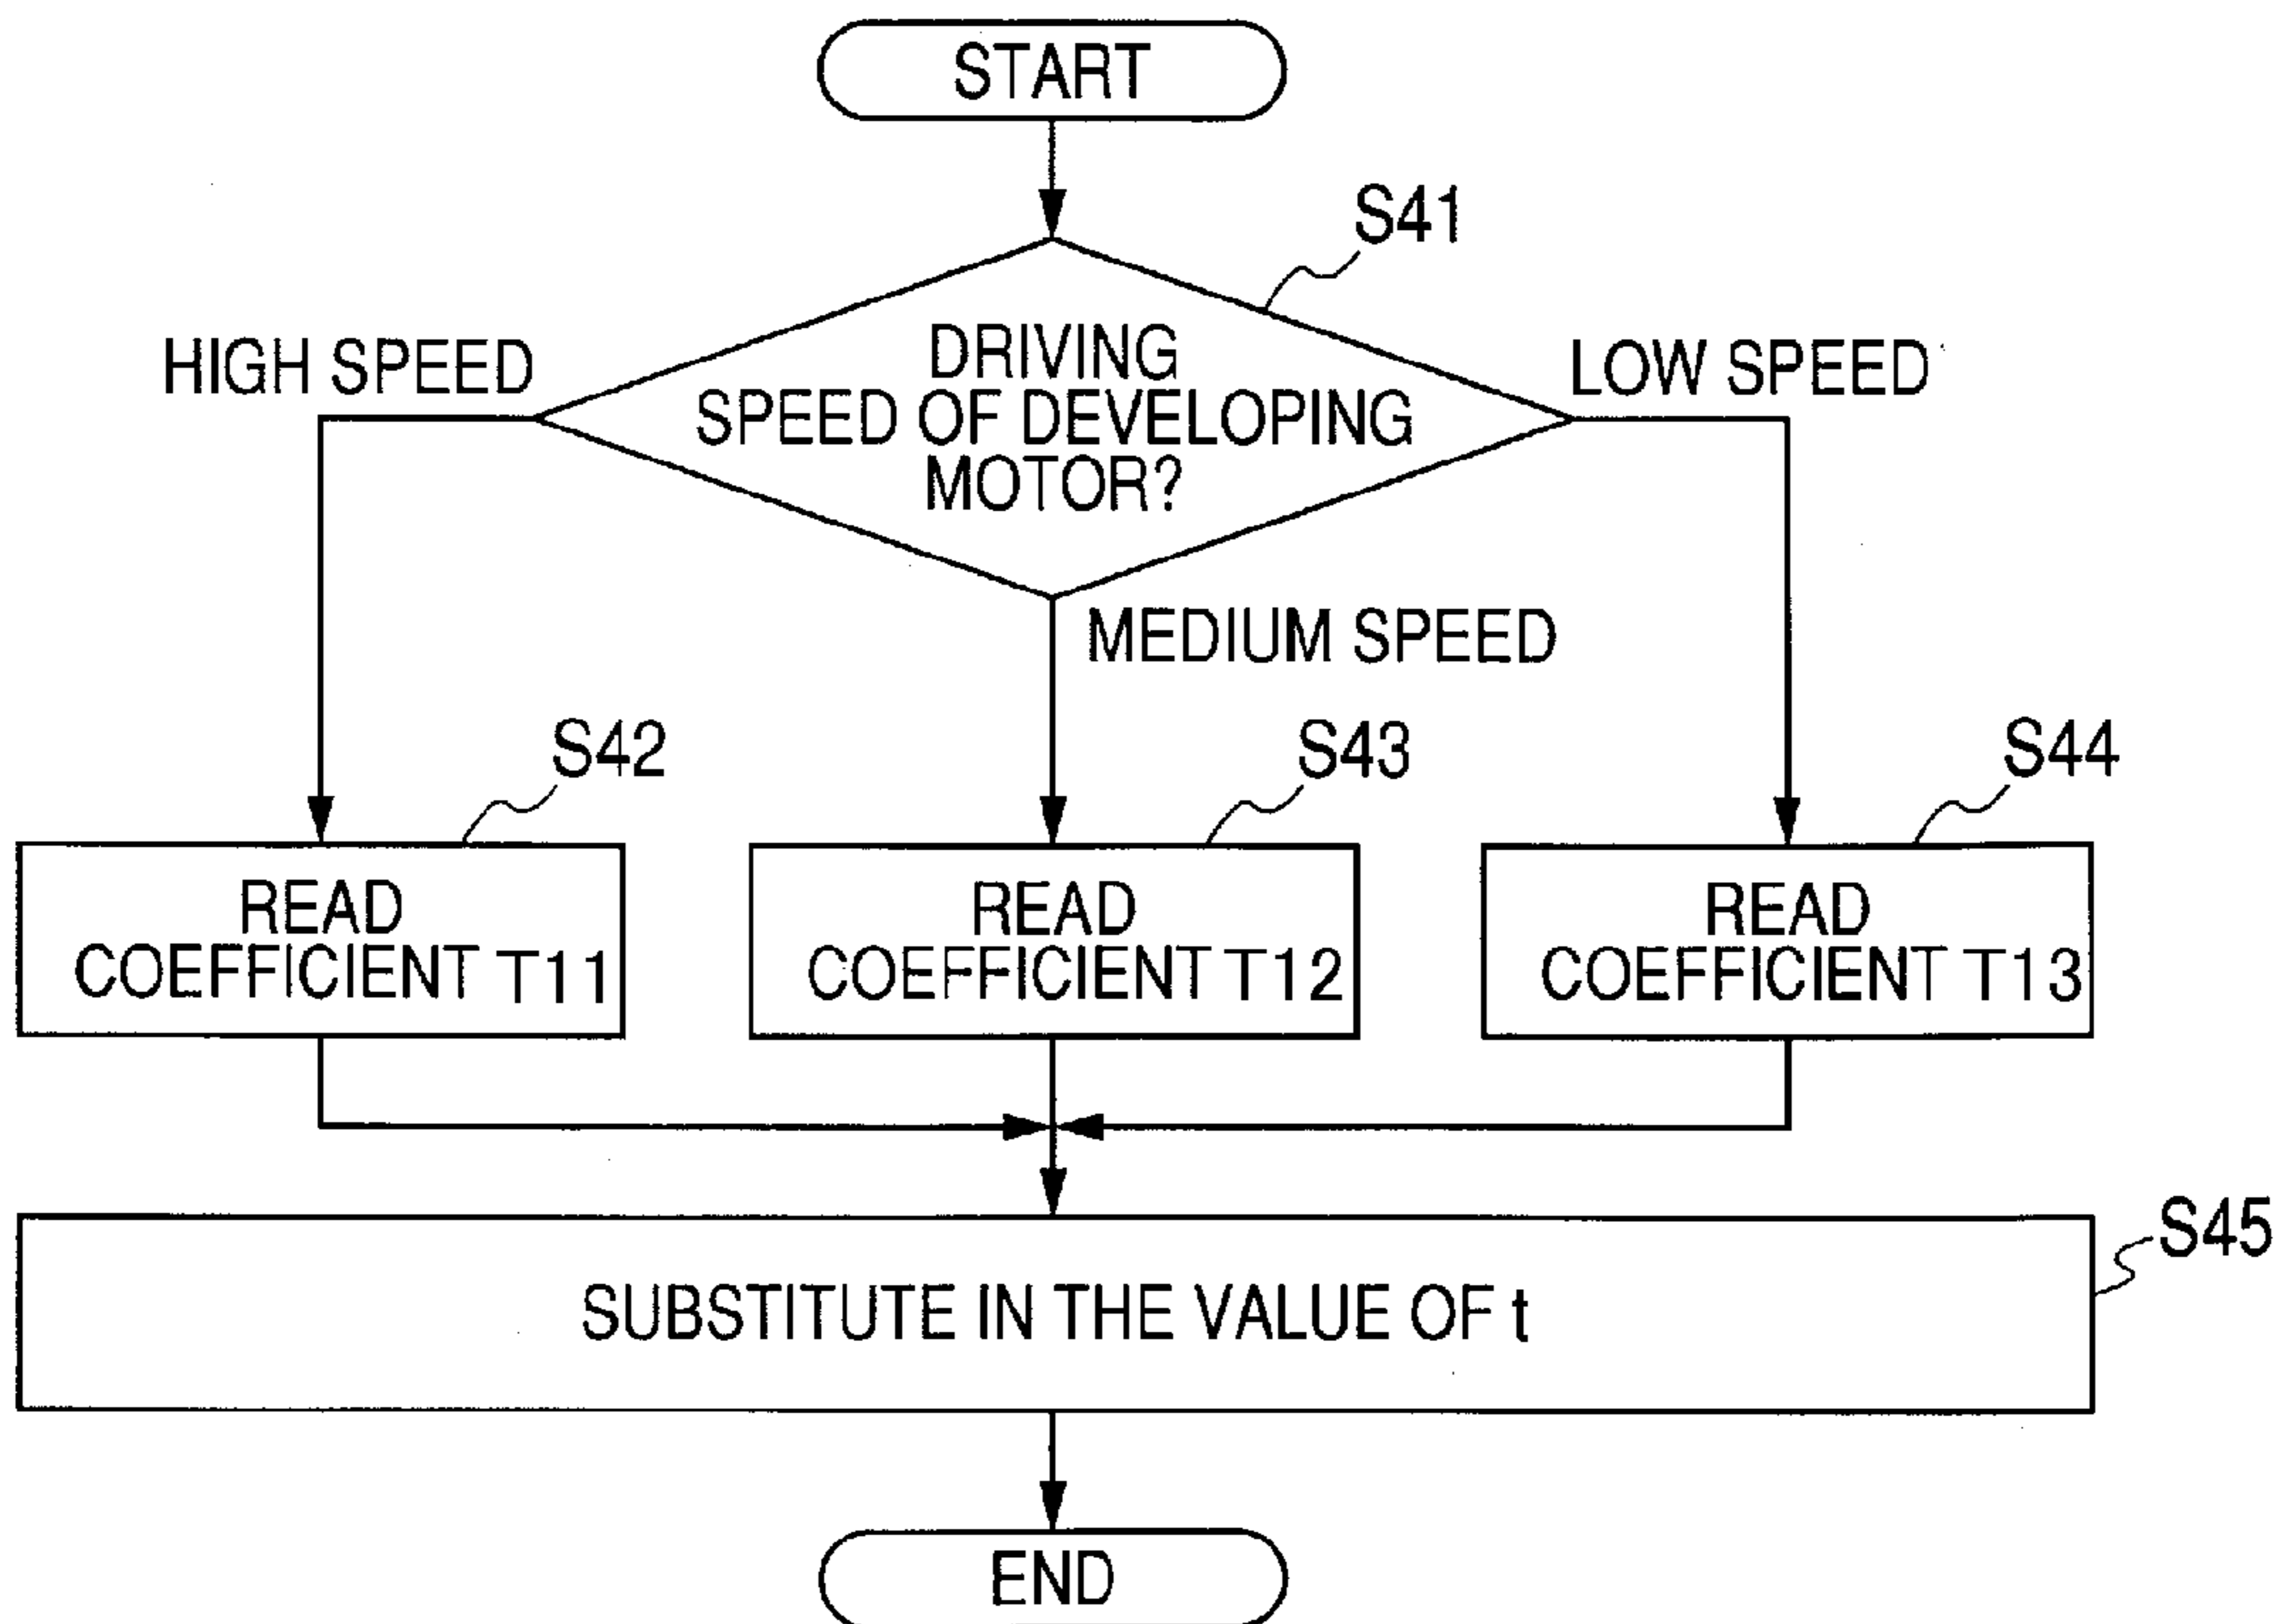 START
S41
DRIVING
SPEED OF DEVELOPING
MOTOR?
HIGH SPEED
LOW SPEED
MEDIUM SPEED
S42
S43
S44
READ
COEFFICIENT T11
READ
COEFFICIENT T12
READ
COEFFICIENT T13
S45
SUBSTITUTE IN THE VALUE OF t
END